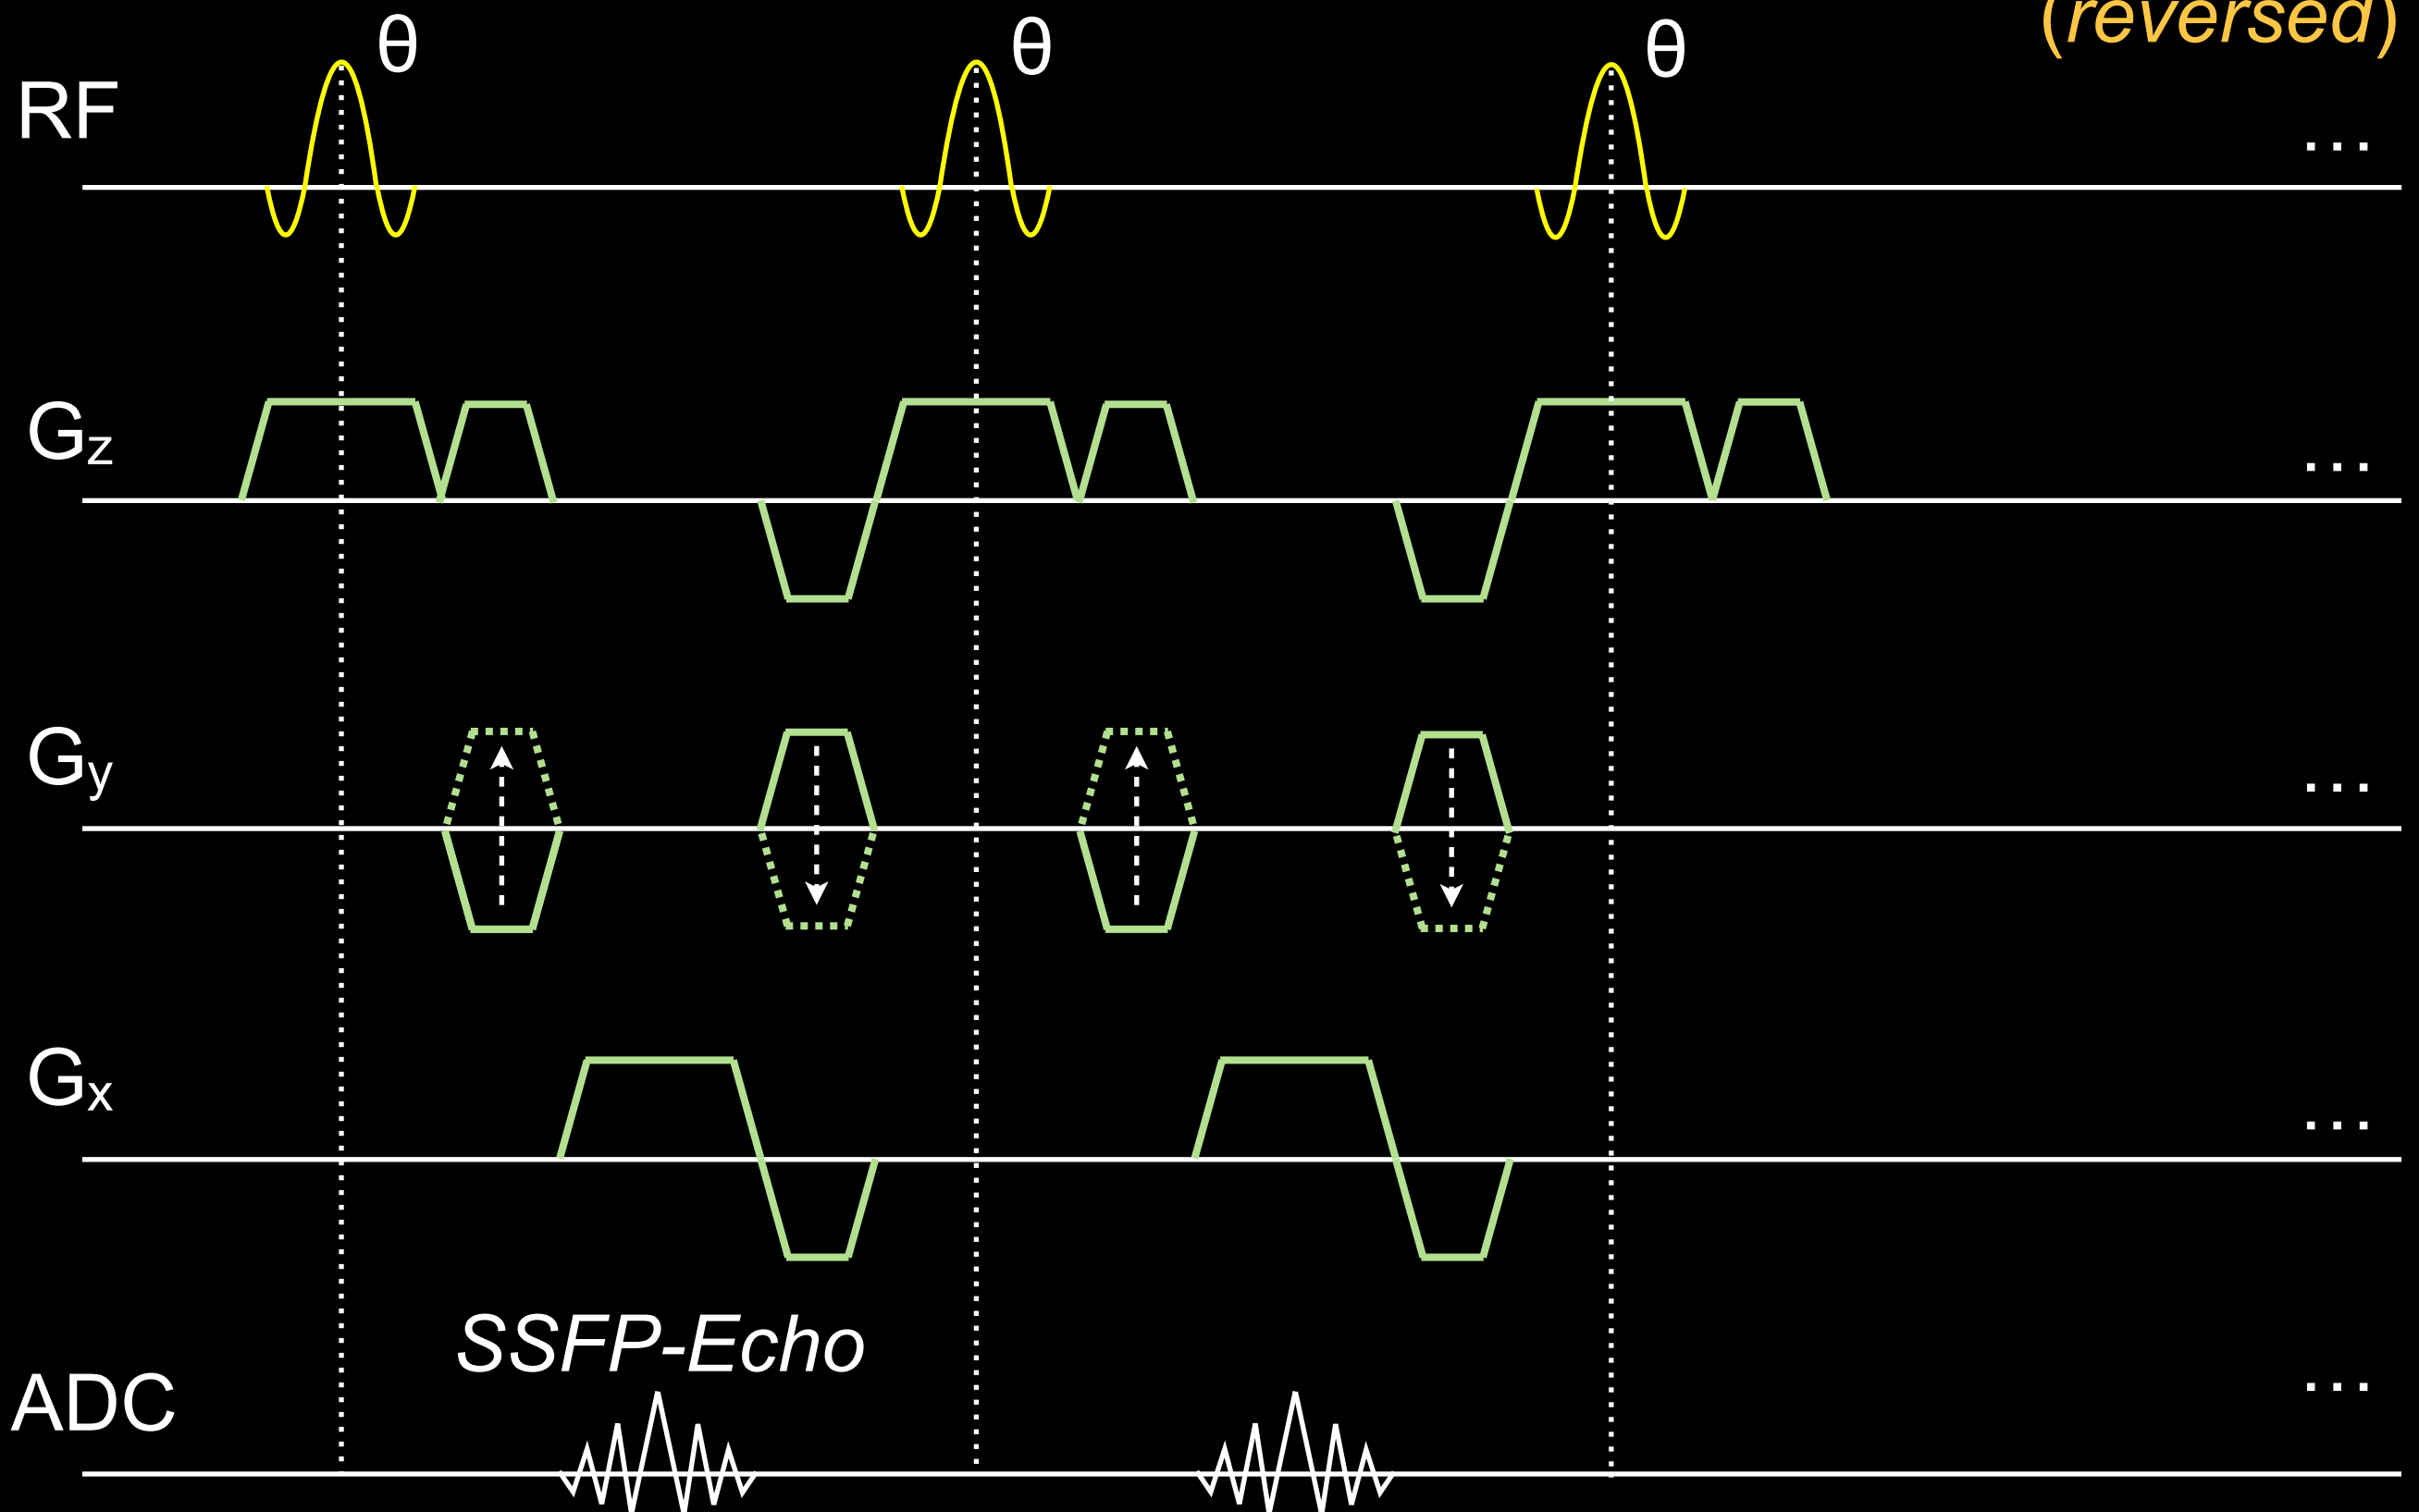 (reversed)
θ θ θ
RF
...
Gz
...
Gy
...
Gx
...
SSFP-Echo
ADC
...